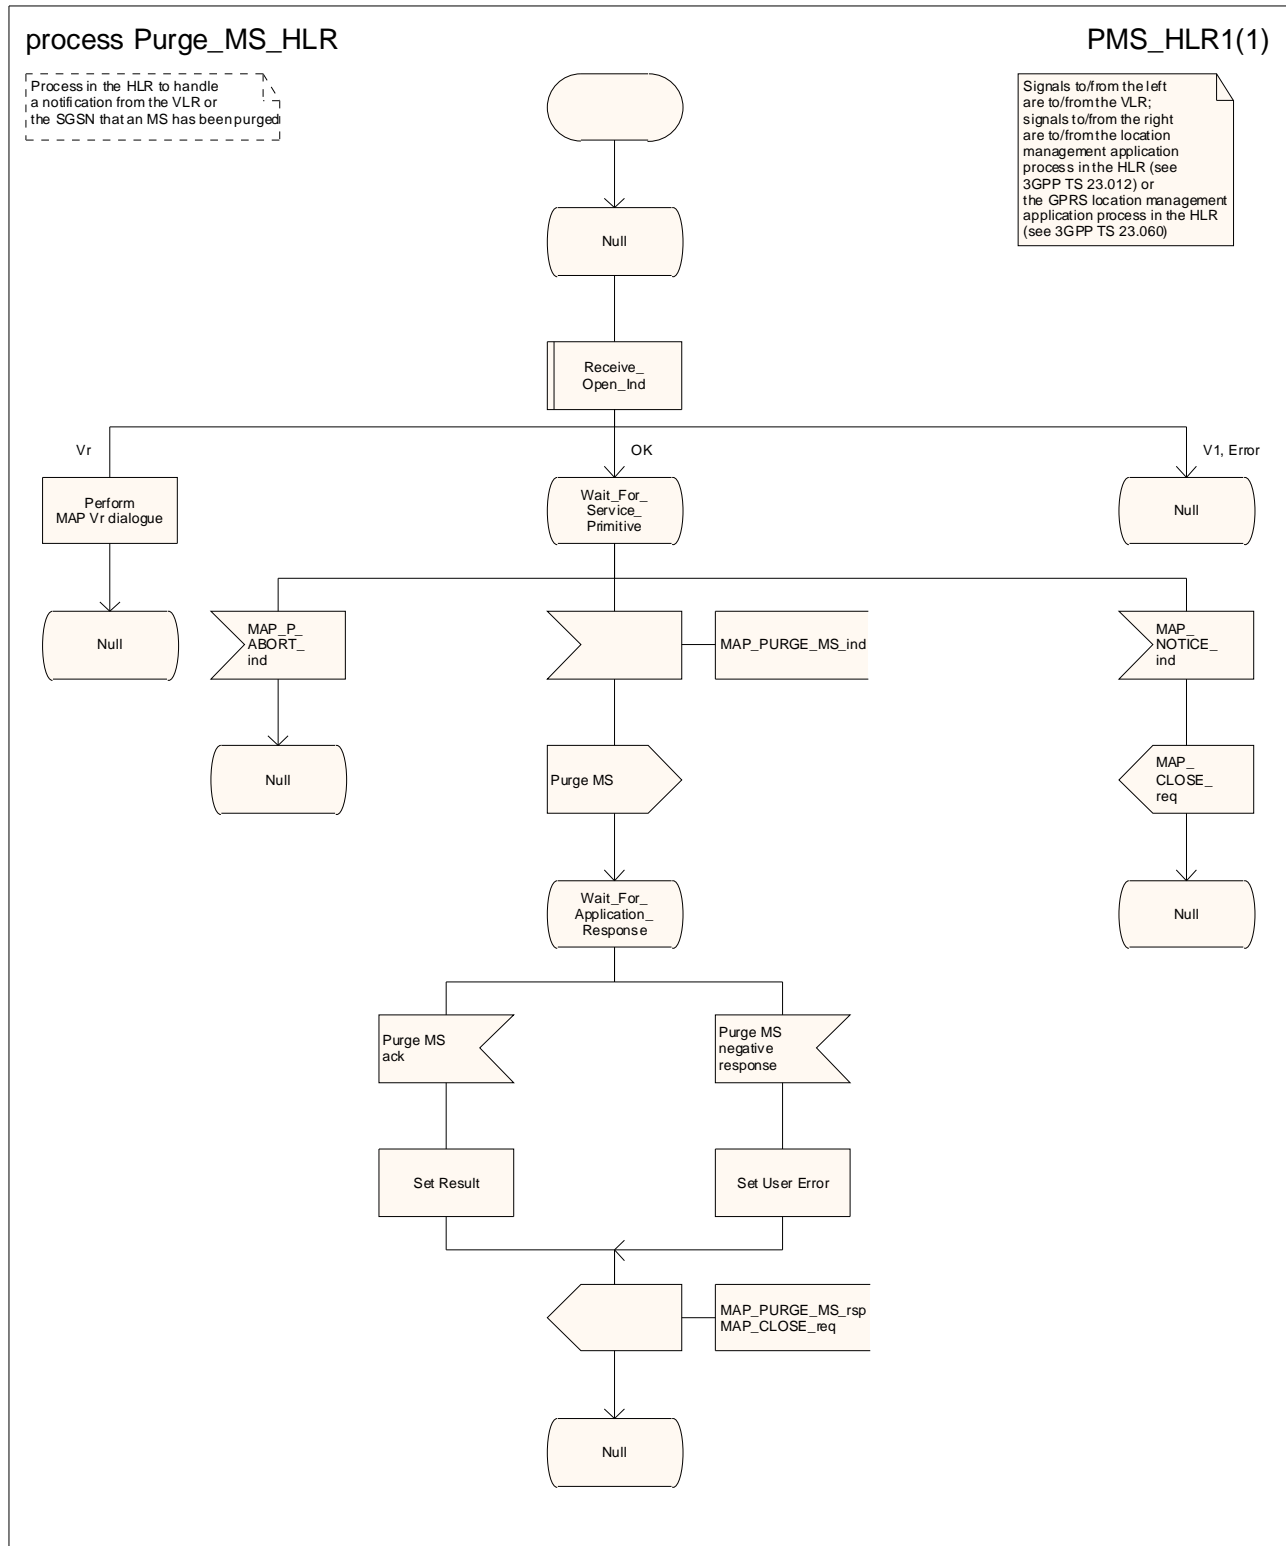 process Purge_MS_HLR
PMS_HLR1(1)
Process in the HLR to handle
a notification from the VLR or
the SGSN that an MS has been purged
Signals to/from the left
are to/from the VLR;
signals to/from the right
are to/from the location
management application
process in the HLR (see
3GPP TS 23.012) or
the GPRS location management
application process in the HLR
(see 3GPP TS 23.060)
Null
Receive_
Open_Ind
Vr
OK
V1, Error
Perform
MAP Vr dialogue
Wait_For_
Service_
Primitive
Null
Null
MAP_P_
ABORT_
ind
MAP_PURGE_MS_ind
MAP_
NOTICE_
ind
Null
Purge MS
MAP_
CLOSE_
req
Wait_For_
Application_
Response
Null
Purge MS
ack
Purge MS
negative
response
Set Result
Set User Error
MAP_PURGE_MS_rsp
MAP_CLOSE_req
Null